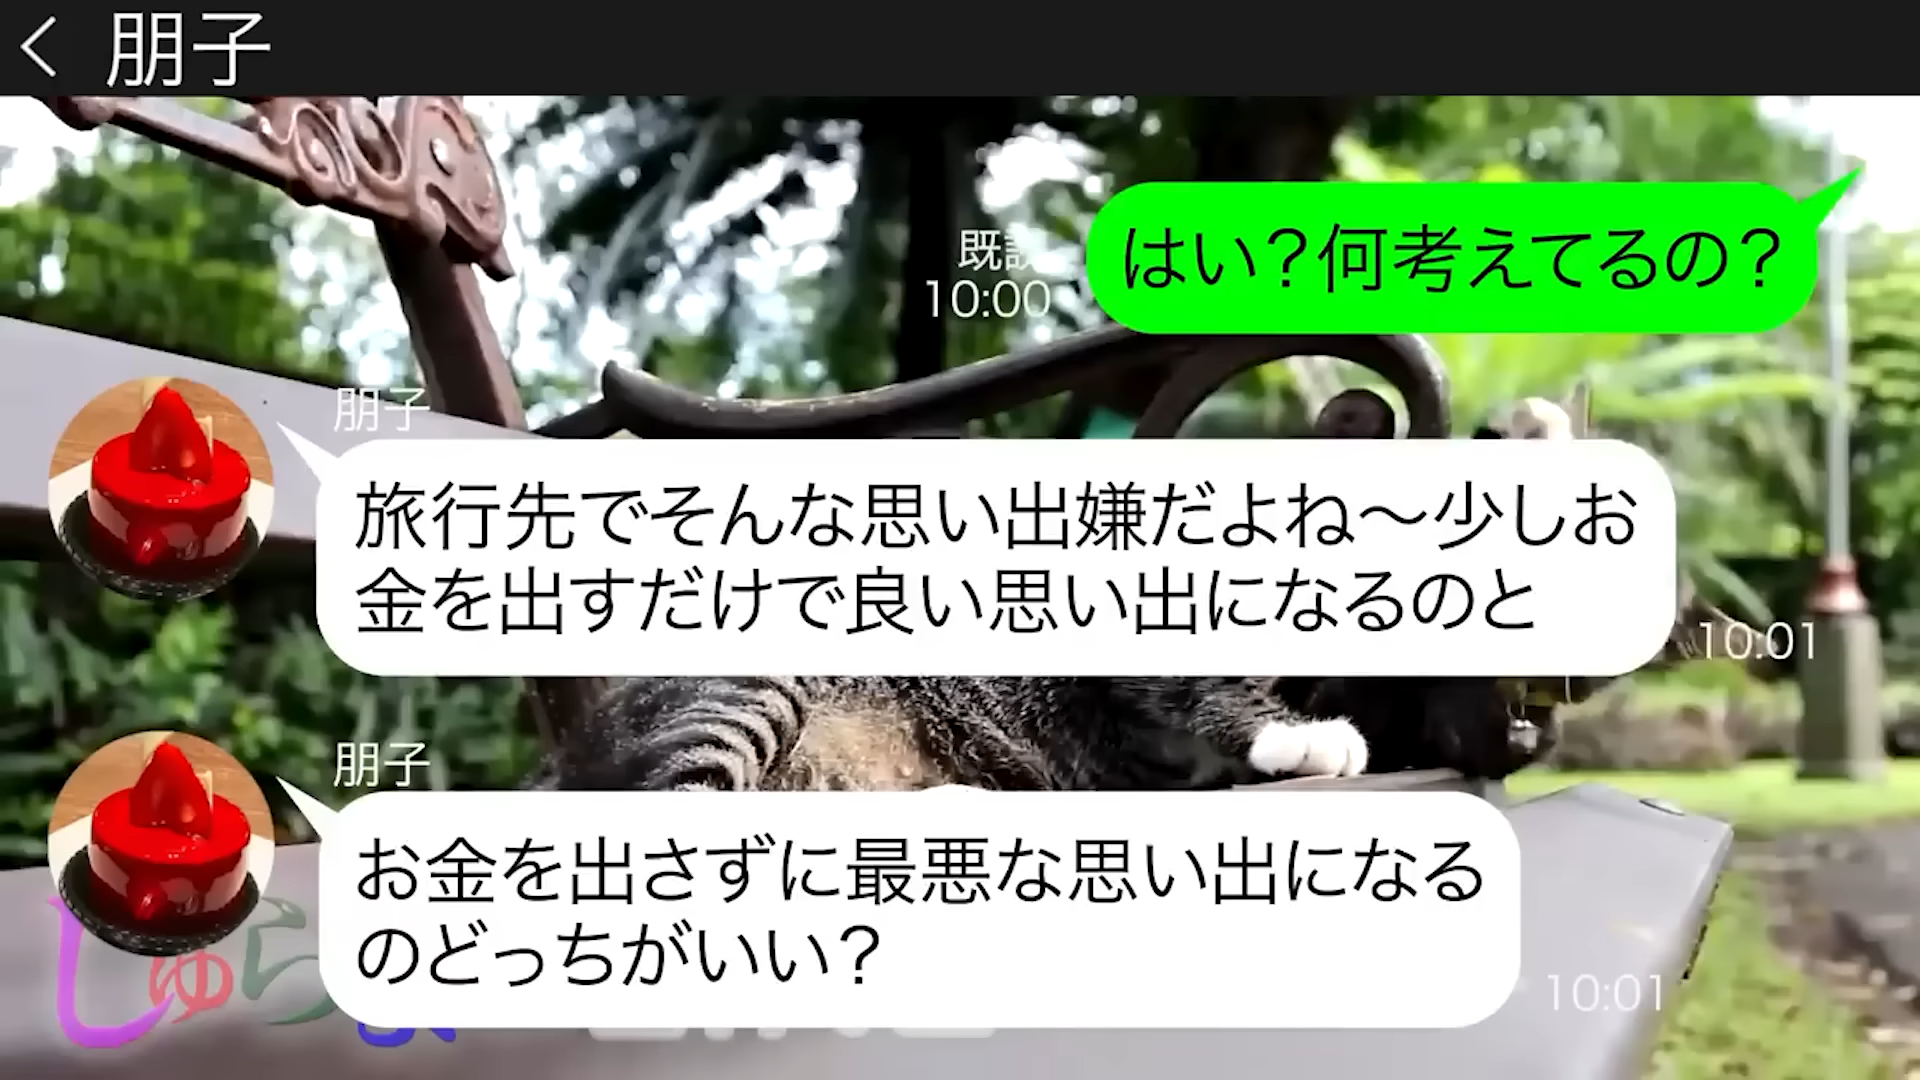 朋子
はい？何考えてるの？
既読
10:00
朋子
旅行先でそんな思い出嫌だよね〜少しお
金を出すだけで良い思い出になるのと
10:01
朋子
お金を出さずに最悪な思い出になる
のどっちがいい？
10:01
しゅら